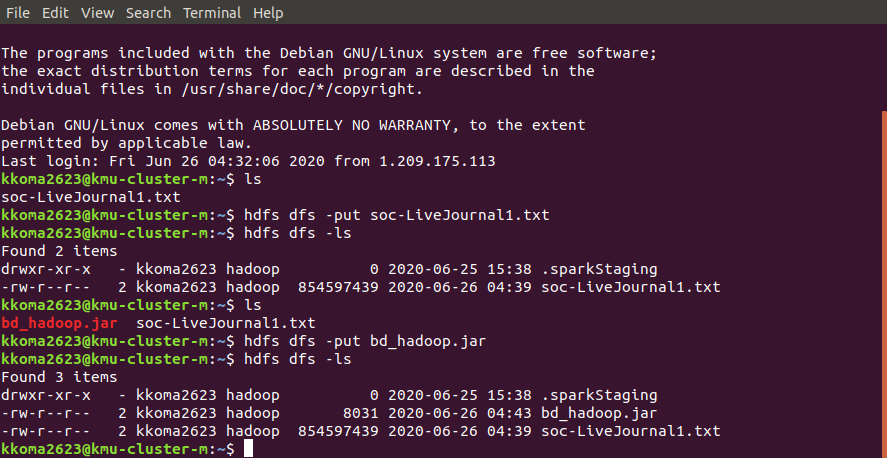 File Edit View Search Terminal Help
The programs included with the Debian GNU/Linux system are free software;
the exact distribution terms for each program are described in the
individual files in /usr/share/doc/*/copyright.
Debian GNU/Linux comes with ABSOLUTELY NO WARRANTY, to the extent
permitted by applicable law.
Last login: Fri Jun 26 04:32:06 2020 from 1.209.175.113
kkoma2623@kmu-cluster-m:~$ ls
soc-LiveJournal1.txt
kkoma2623@kmu-cluster-m:~$ hdfs dfs -put soc-LiveJournal1.txt
kkoma2623@kmu-cluster-m:~$ hdfs dfs -ls
Found 2 items
drwxr-xr-x   - kkoma2623 hadoop          0 2020-06-25 15:38 .sparkStaging
-rw-r--r--   2 kkoma2623 hadoop  854597439 2020-06-26 04:39 soc-LiveJournal1.txt
kkoma2623@kmu-cluster-m:~$ ls
bd_hadoop.jar  soc-LiveJournal1.txt
kkoma2623@kmu-cluster-m:~$ hdfs dfs -put bd_hadoop.jar
kkoma2623@kmu-cluster-m:~$ hdfs dfs -ls
Found 3 items
drwxr-xr-x   - kkoma2623 hadoop          0 2020-06-25 15:38 .sparkStaging
-rw-r--r--   2 kkoma2623 hadoop       8031 2020-06-26 04:43 bd_hadoop.jar
-rw-r--r--   2 kkoma2623 hadoop  854597439 2020-06-26 04:39 soc-LiveJournal1.txt
kkoma2623@kmu-cluster-m:~$